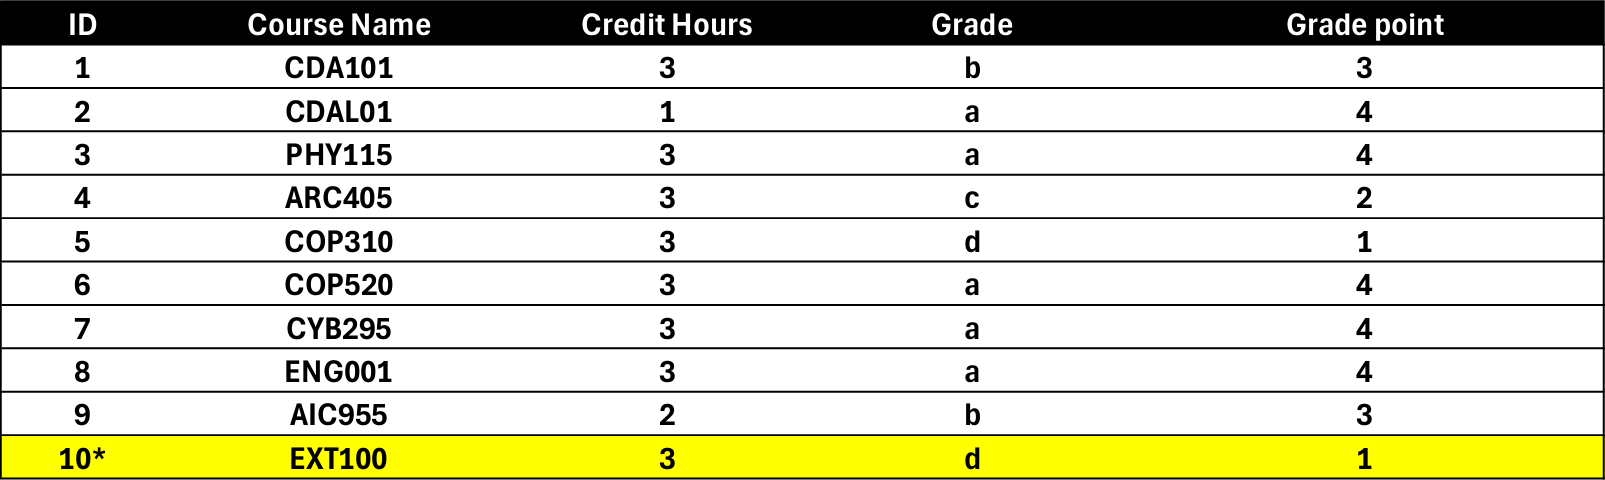 ID Course Name Credit Hours Grade Grade point
1 CDA101 3 b 3
2 CDAL01 1 a 4
3 PHY115 3 a 4
4 ARC405 3 c 2
5 COP310 3 d 1
6 COP520 3 a 4
7 CYB295 3 a 4
8 ENG001 3 a 4
9 AIC955 2 b 3
10* EXT100 3 d 1